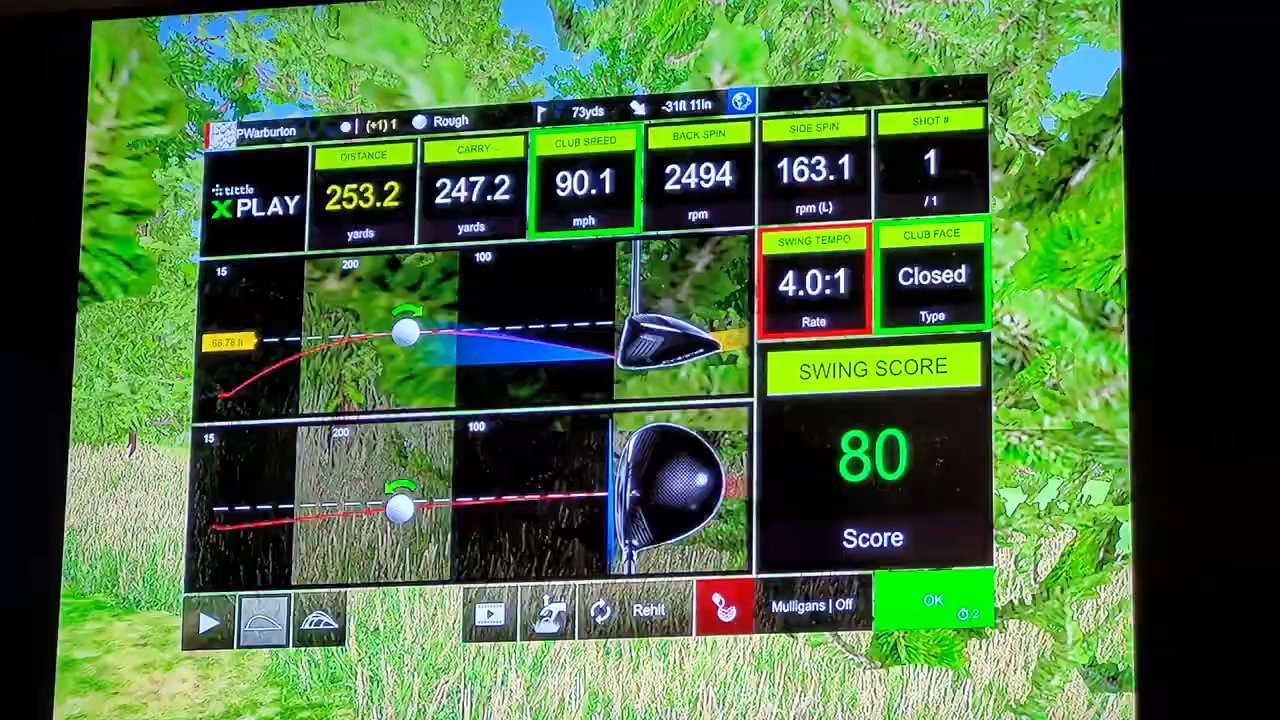 PWarburton (+1) 1 Rough 73yds -31ft 11in
DISTANCE
253.2
yards
CARRY
247.2
yards
CLUB SPEED
90.1
mph
BACK SPIN
2494
rpm
SIDE SPIN
163.1
rpm (L)
SHOT #
1
/ 1
tittle
X PLAY
SWING TEMPO
4.0:1
Rate
CLUB FACE
Closed
Type
15 200 100
SWING SCORE
80
Score
15 200 100
Rehit
Mulligans | Off
OK
2